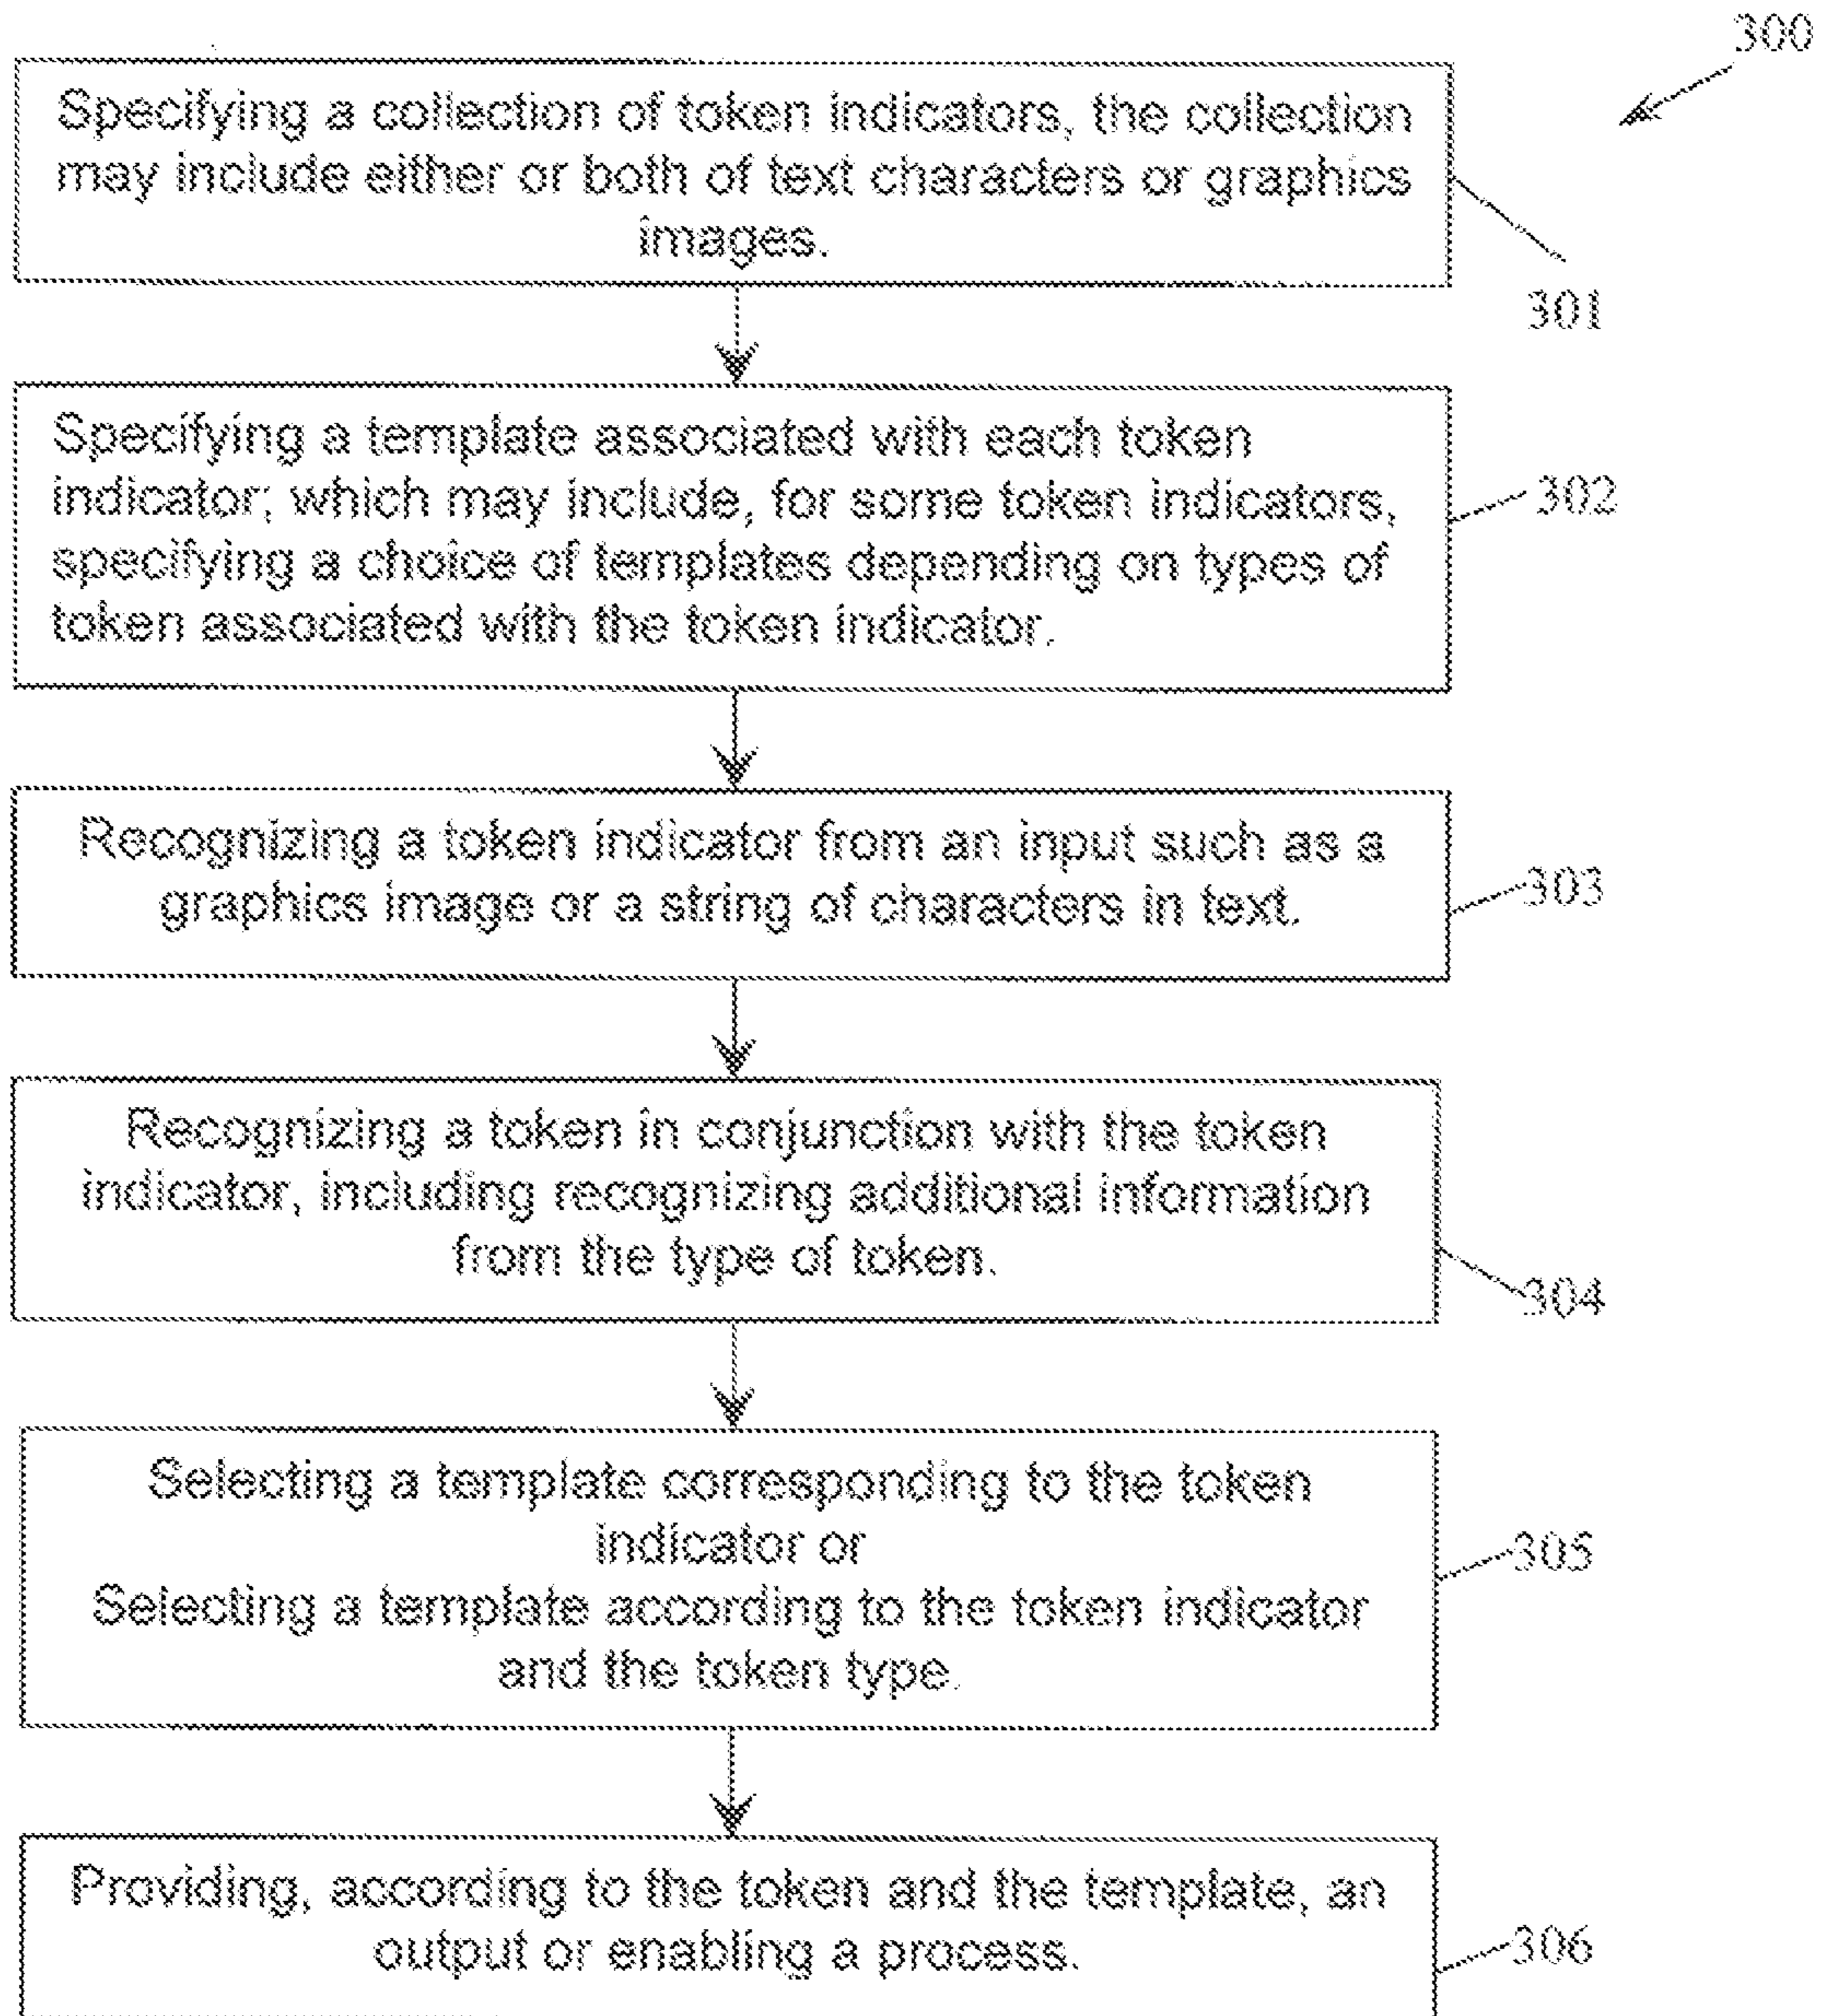 300
Specifying a collection of token indicators, the collection
may include either or both of text characters or graphics
images.
301
Specifying a template associated with each token
indicator; which may include, for some token indicators,
specifying a choice of templates depending on types of
token associated with the token indicator.
302
Recognizing a token indicator from an input such as a
graphics image or a string of characters in text.
303
Recognizing a token in conjunction with the token
indicator, including recognizing additional information
from the type of token.
304
Selecting a template corresponding to the token
indicator or
Selecting a template according to the token indicator
and the token type.
305
Providing, according to the token and the template, an
output or enabling a process.
306